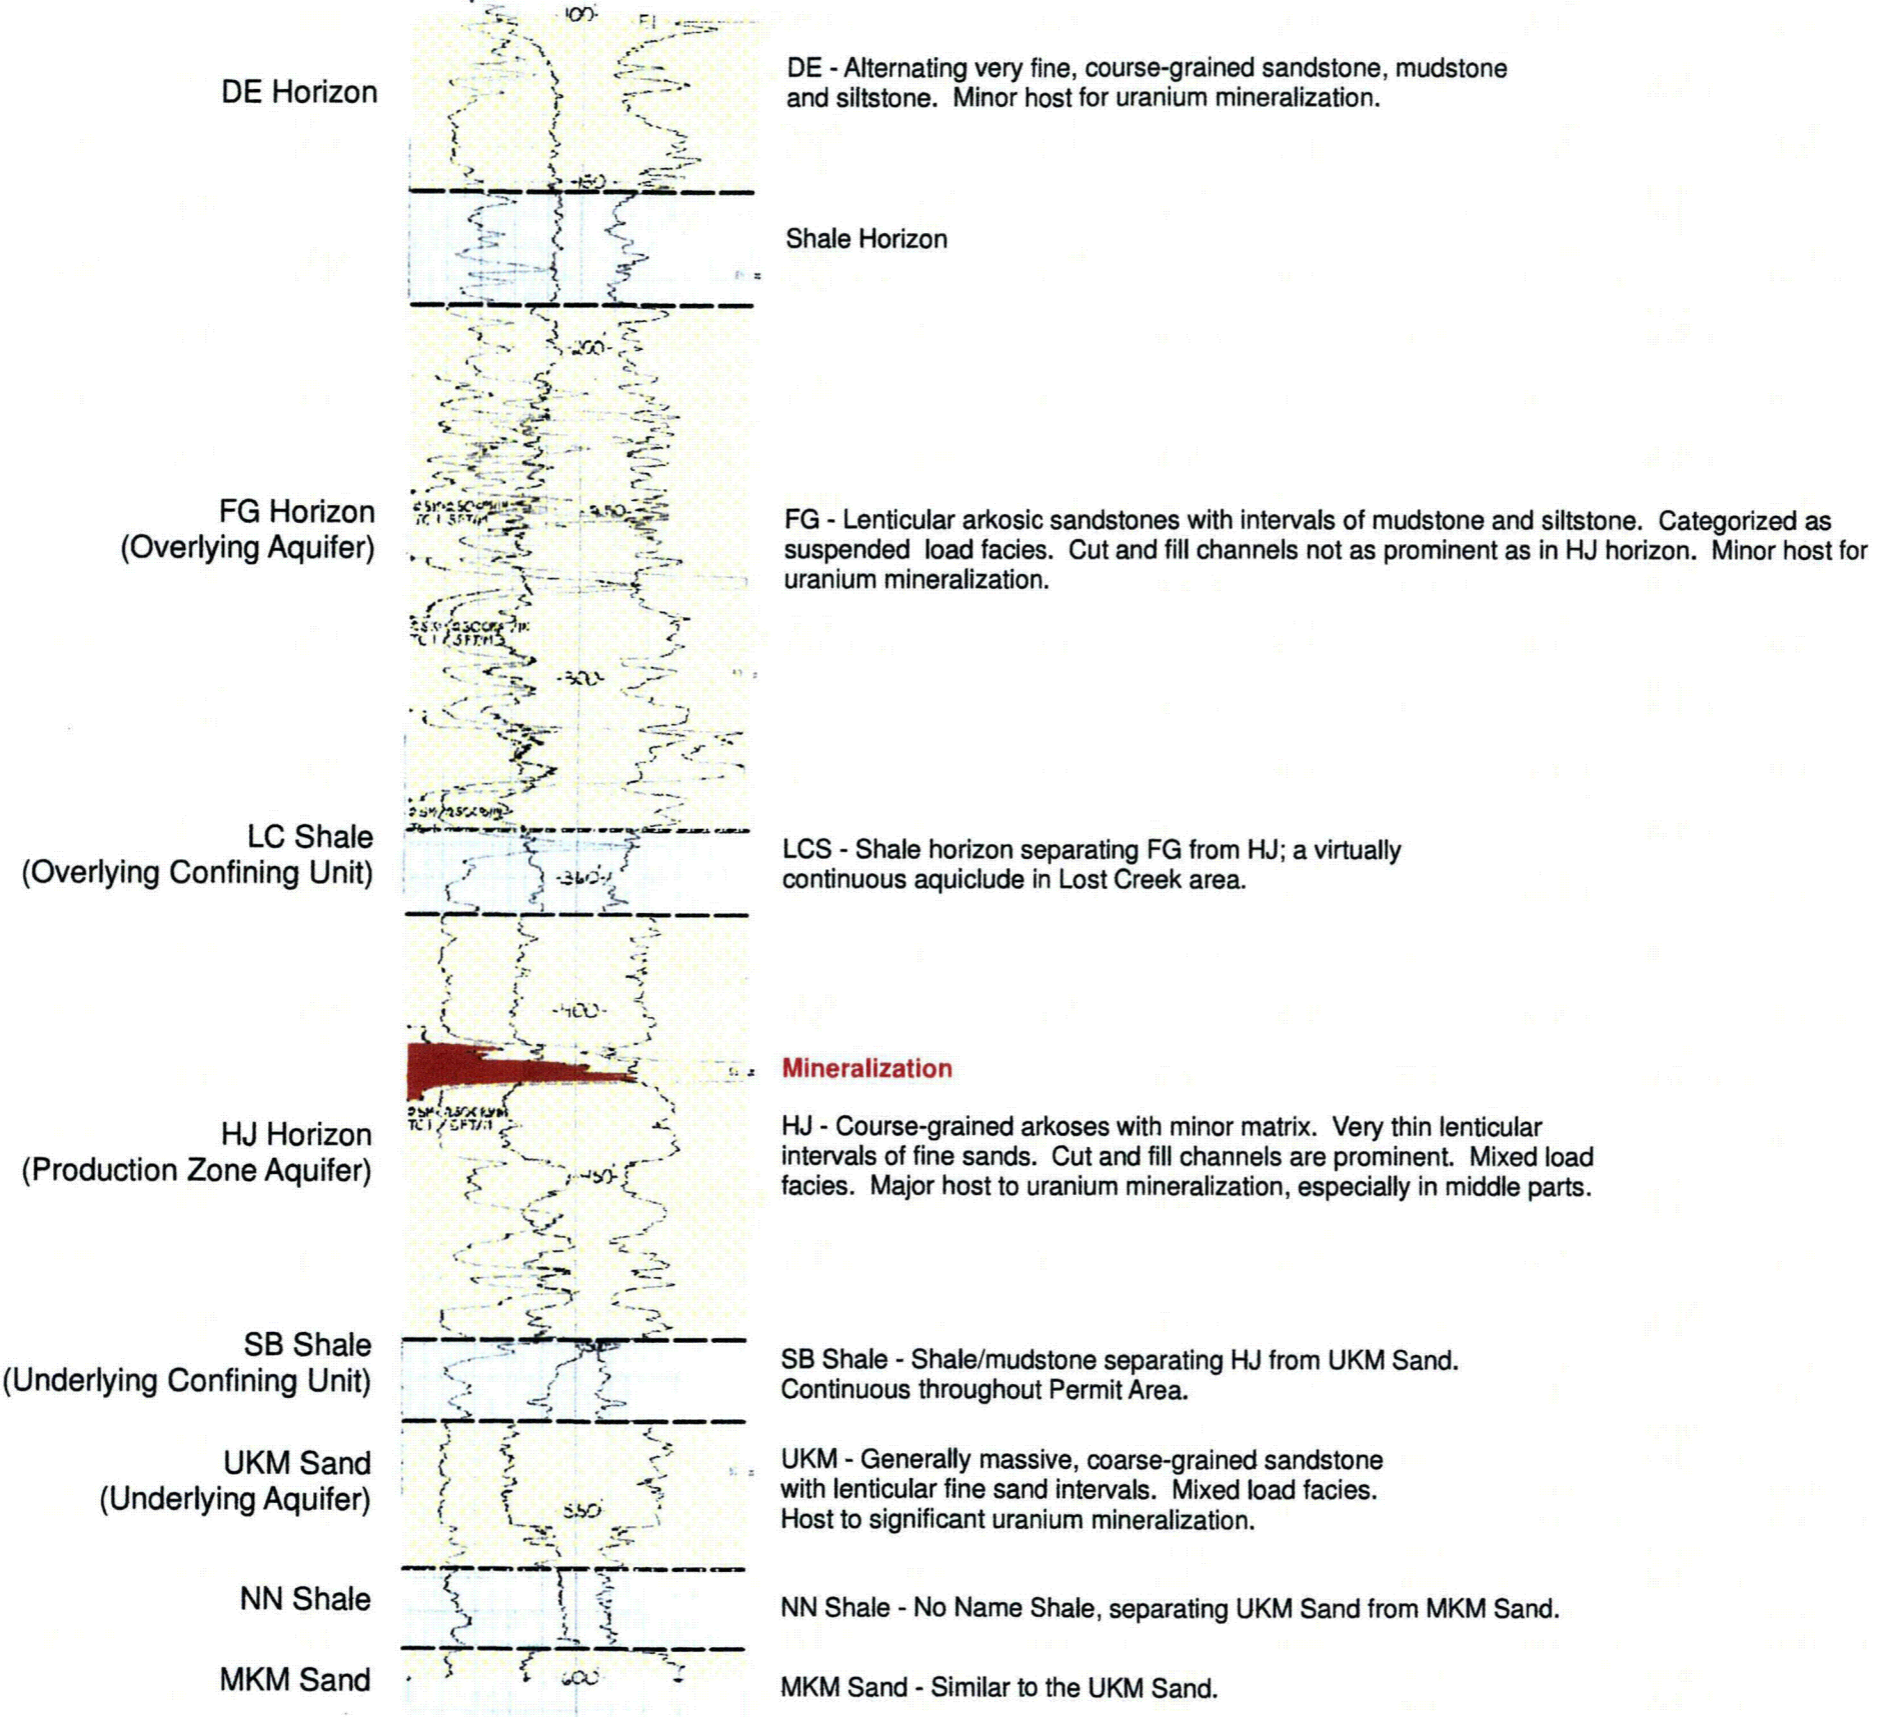 100
DE Horizon
DE - Alternating very fine, course-grained sandstone, mudstone
and siltstone.  Minor host for uranium mineralization.
150
Shale Horizon
200
FG Horizon
(Overlying Aquifer)
FG - Lenticular arkosic sandstones with intervals of mudstone and siltstone.  Categorized as
suspended  load facies.  Cut and fill channels not as prominent as in HJ horizon.  Minor host for
uranium mineralization.
-300-
LC Shale
(Overlying Confining Unit)
LCS - Shale horizon separating FG from HJ; a virtually
continuous aquiclude in Lost Creek area.
-400-
Mineralization
HJ Horizon
(Production Zone Aquifer)
HJ - Course-grained arkoses with minor matrix.  Very thin lenticular
intervals of fine sands.  Cut and fill channels are prominent.  Mixed load
facies.  Major host to uranium mineralization, especially in middle parts.
SB Shale
(Underlying Confining Unit)
SB Shale - Shale/mudstone separating HJ from UKM Sand.
Continuous throughout Permit Area.
UKM Sand
(Underlying Aquifer)
UKM - Generally massive, coarse-grained sandstone
with lenticular fine sand intervals.  Mixed load facies.
Host to significant uranium mineralization.
550
NN Shale
NN Shale - No Name Shale, separating UKM Sand from MKM Sand.
MKM Sand
600
MKM Sand - Similar to the UKM Sand.